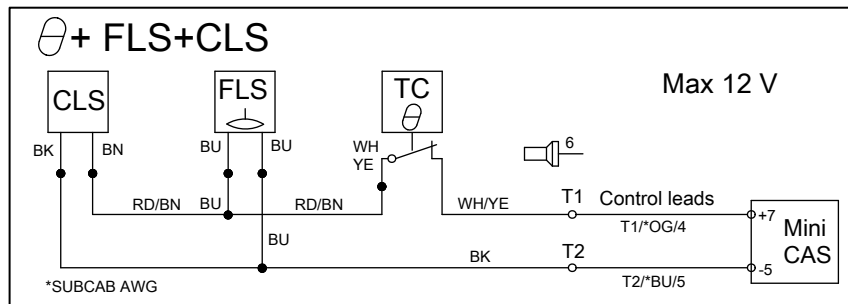 + FLS+CLS
CLS
FLS
TC
Max 12 V
BK
BN
BU
BU
WH
YE
6
RD/BN
BU
RD/BN
WH/YE
T1
Control leads
T1/*OG/4
+7
Mini
CAS
BU
BK
T2
T2/*BU/5
-5
*SUBCAB AWG